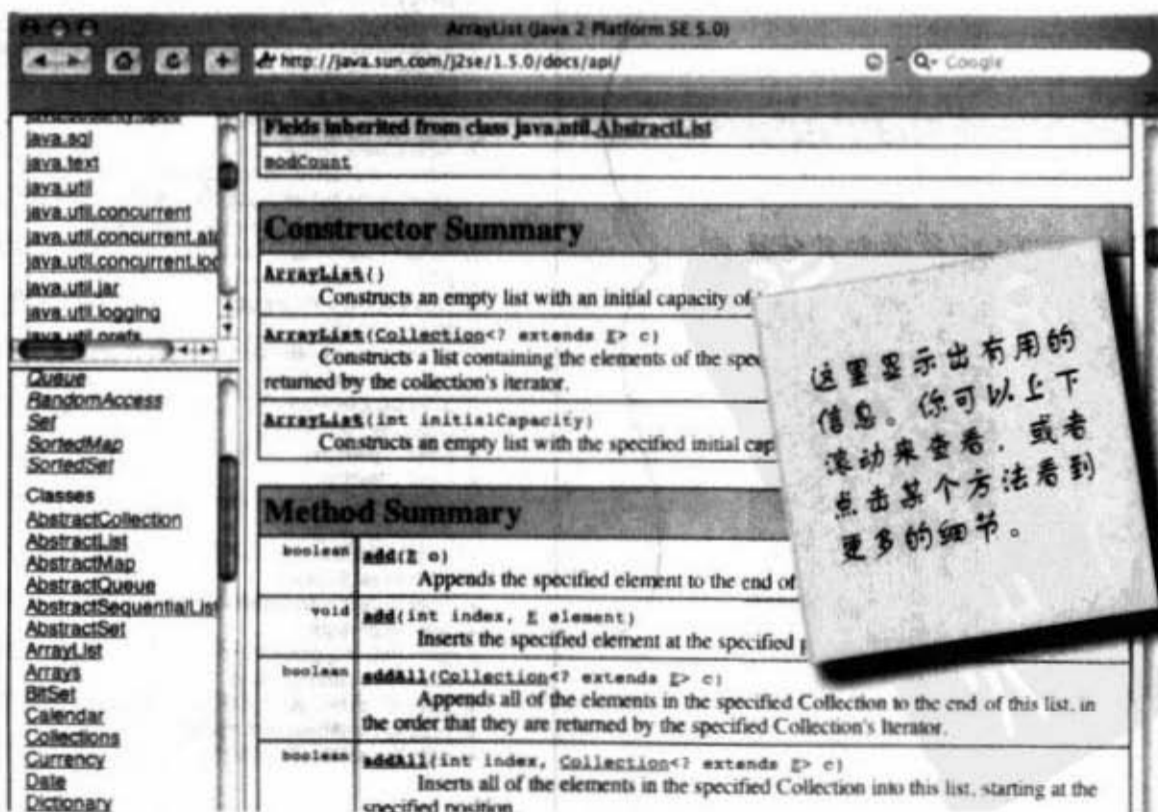 ArrayList (Java 2 Platform SE 5.0)
http://java.sun.com/j2se/1.5.0/docs/api/
Google
java.sql
java.text
java.util
java.util.concurrent
java.util.concurrent.ato
java.util.concurrent.loc
java.util.jar
java.util.logging
java.util.prefs
Queue
RandomAccess
Set
SortedMap
SortedSet
Classes
AbstractCollection
AbstractList
AbstractMap
AbstractQueue
AbstractSequentialList
AbstractSet
ArrayList
Arrays
BitSet
Calendar
Collections
Currency
Date
Dictionary
Fields inherited from class java.util.AbstractList
modCount
Constructor Summary
ArrayList()
Constructs an empty list with an initial capacity of
ArrayList(Collection<? extends E> c)
Constructs a list containing the elements of the spec
returned by the collection's iterator.
ArrayList(int initialCapacity)
Constructs an empty list with the specified initial cap
Method Summary
boolean add(E o)
Appends the specified element to the end of
void add(int index, E element)
Inserts the specified element at the specified p
boolean addAll(Collection<? extends E> c)
Appends all of the elements in the specified Collection to the end of this list, in
the order that they are returned by the specified Collection's Iterator.
boolean addAll(int index, Collection<? extends E> c)
Inserts all of the elements in the specified Collection into this list, starting at the
specified position.
这里显示出有用的
信息。你可以上下
滚动来查看，或者
点击某个方法看到
更多的细节。